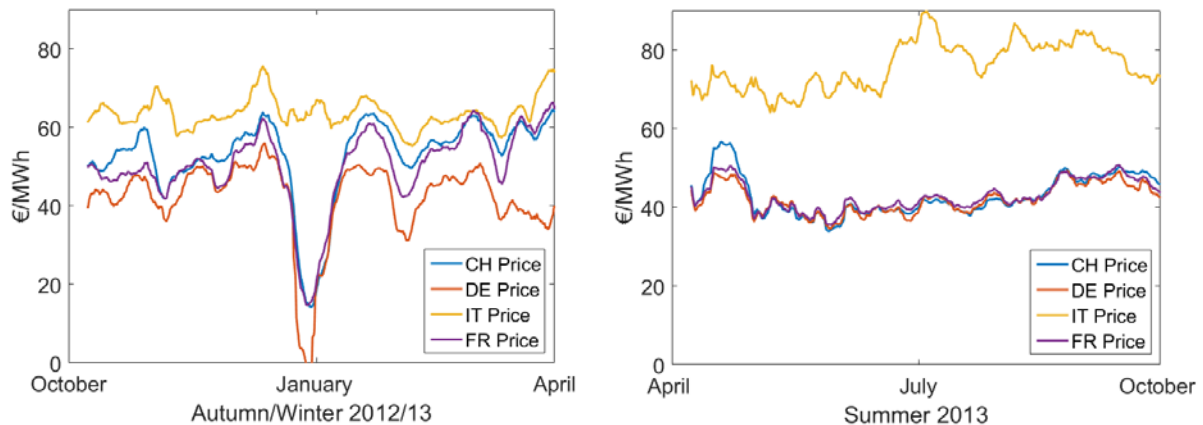 80
60
40
20
0
€/MWh
October
January
April
Autumn/Winter 2012/13
CH Price
DE Price
IT Price
FR Price
80
60
40
20
0
€/MWh
April
July
October
Summer 2013
CH Price
DE Price
IT Price
FR Price